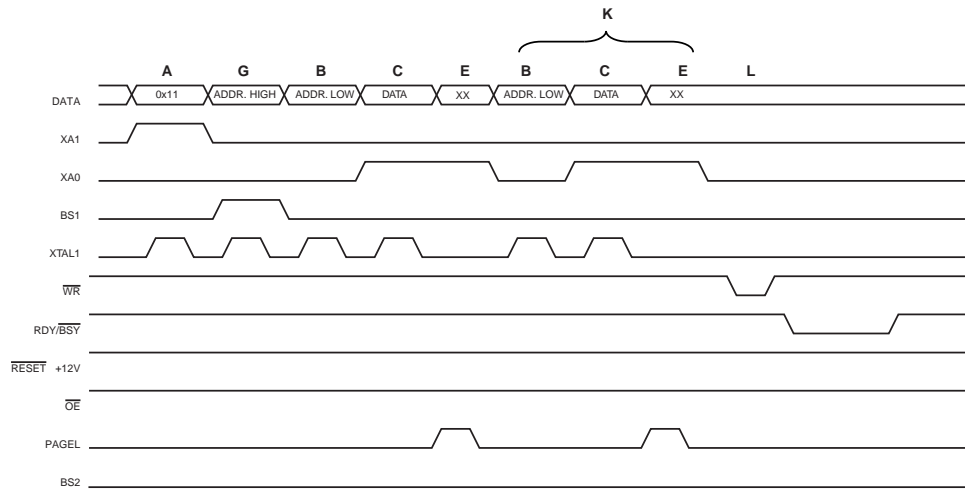 K
A G B C E B C E L
DATA 0x11 ADDR. HIGH ADDR. LOW DATA XX ADDR. LOW DATA XX
XA1
XA0
BS1
XTAL1
WR
RDY/BSY
RESET +12V
OE
PAGEL
BS2